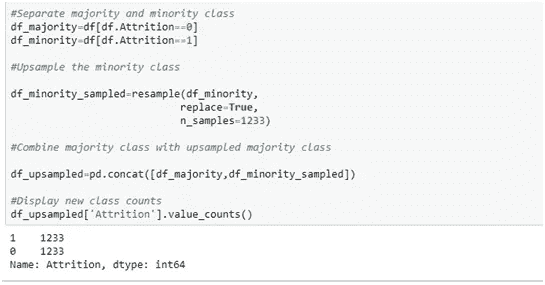 #Separate majority and minority class
df_majority=df[df.Attrition==0]
df_minority=df[df.Attrition==1]
#Upsample the minority class
df_minority_sampled=resample(df_minority,
replace=True,
n_samples=1233)
#Combine majority class with upsampled majority class
df_upsampled=pd.concat([df_majority,df_minority_sampled])
#Display new class counts
df_upsampled['Attrition'].value_counts()
1    1233
0    1233
Name: Attrition, dtype: int64